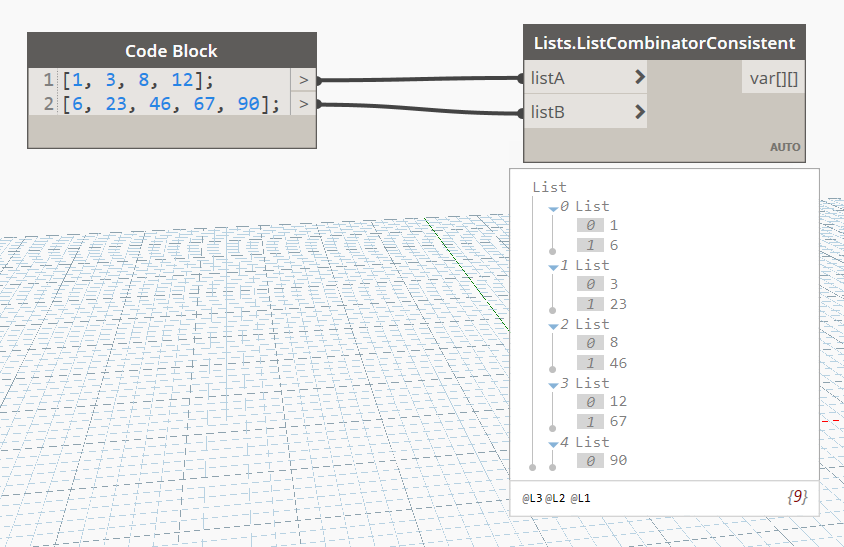 Code Block
1 [1, 3, 8, 12]; >
2 [6, 23, 46, 67, 90]; >
Lists.ListCombinatorConsistent
listA > var[][]
listB >
AUTO
List
0 List
0 1
1 6
1 List
0 3
1 23
2 List
0 8
1 46
3 List
0 12
1 67
4 List
0 90
@L3 @L2 @L1 {9}